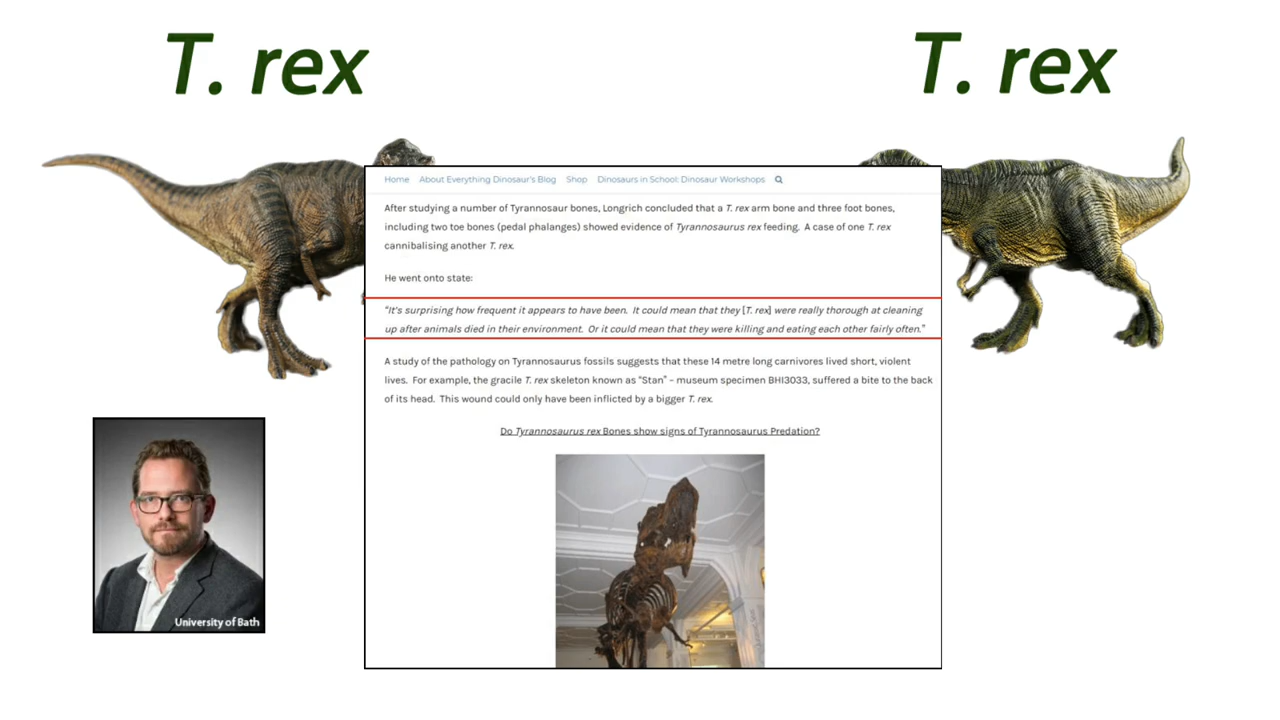 T. rex
T. rex
Home About Everything Dinosaur's Blog Shop Dinosaurs in School: Dinosaur Workshops
After studying a number of Tyrannosaur bones, Longrich concluded that a T. rex arm bone and three foot bones,
including two toe bones (pedal phalanges) showed evidence of Tyrannosaurus rex feeding. A case of one T. rex
cannibalising another T. rex.
He went onto state:
"It's surprising how frequent it appears to have been. It could mean that they [T. rex] were really thorough at cleaning
up after animals died in their environment. Or it could mean that they were killing and eating each other fairly often."
A study of the pathology on Tyrannosaurus fossils suggests that these 14 metre long carnivores lived short, violent
lives. For example, the gracile T. rex skeleton known as "Stan" – museum specimen BHI3033, suffered a bite to the back
of its head. This wound could only have been inflicted by a bigger T. rex.
Do Tyrannosaurus rex Bones show signs of Tyrannosaurus Predation?
University of Bath